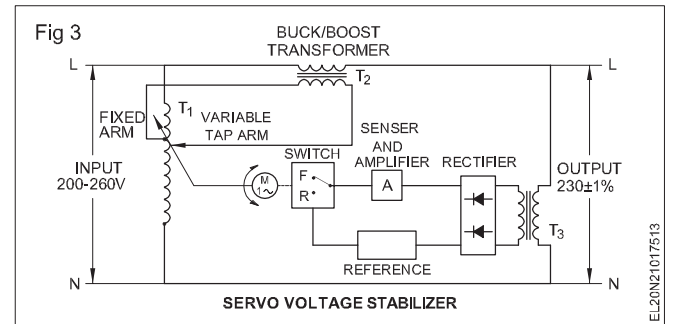 Fig 3
BUCK/BOOST
TRANSFORMER
L
L
T2
T1
FIXED
ARM
VARIABLE
TAP ARM
SENSER
AND
AMPLIFIER
SWITCH
RECTIFIER
INPUT
200-260V
OUTPUT
230±1%
M
1~
F
R
A
T3
REFERENCE
N
N
SERVO VOLTAGE STABILIZER
EL20N21017513